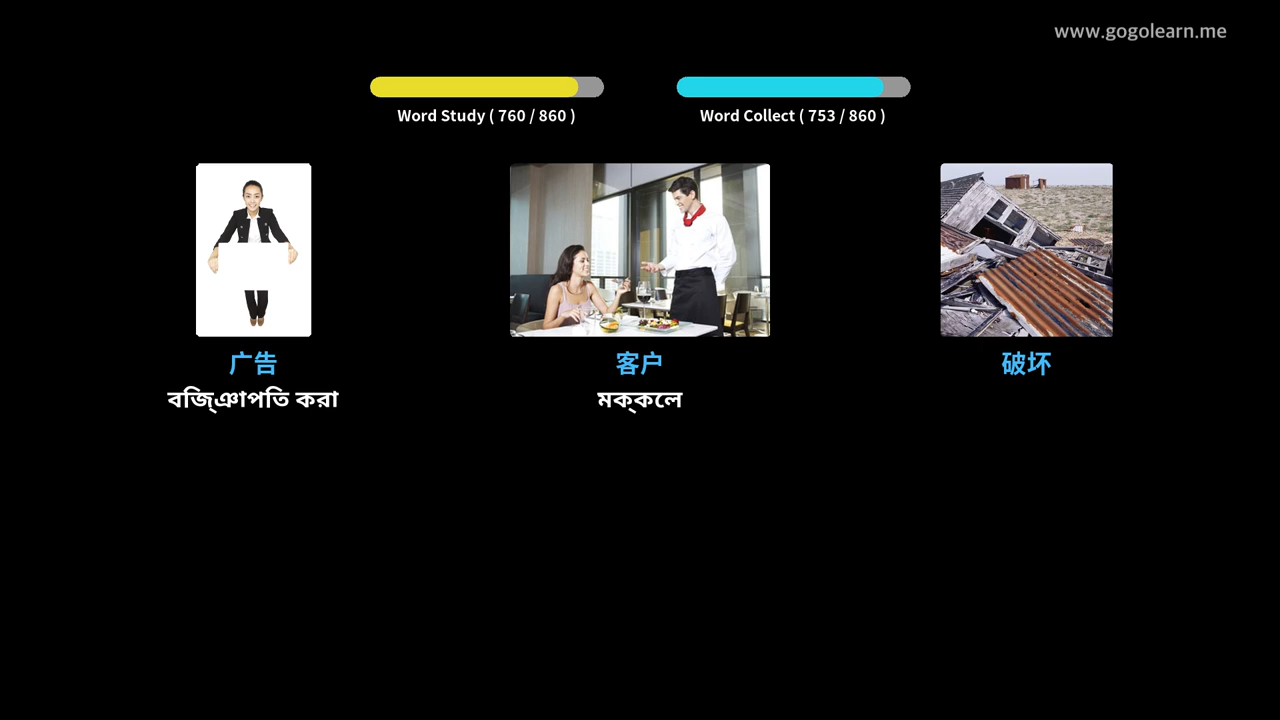 www.gogolearn.me
Word Study ( 760 / 860 )
Word Collect ( 753 / 860 )
广告
客户
破坏
বজি্ঞাপতি করা
মক্কলে